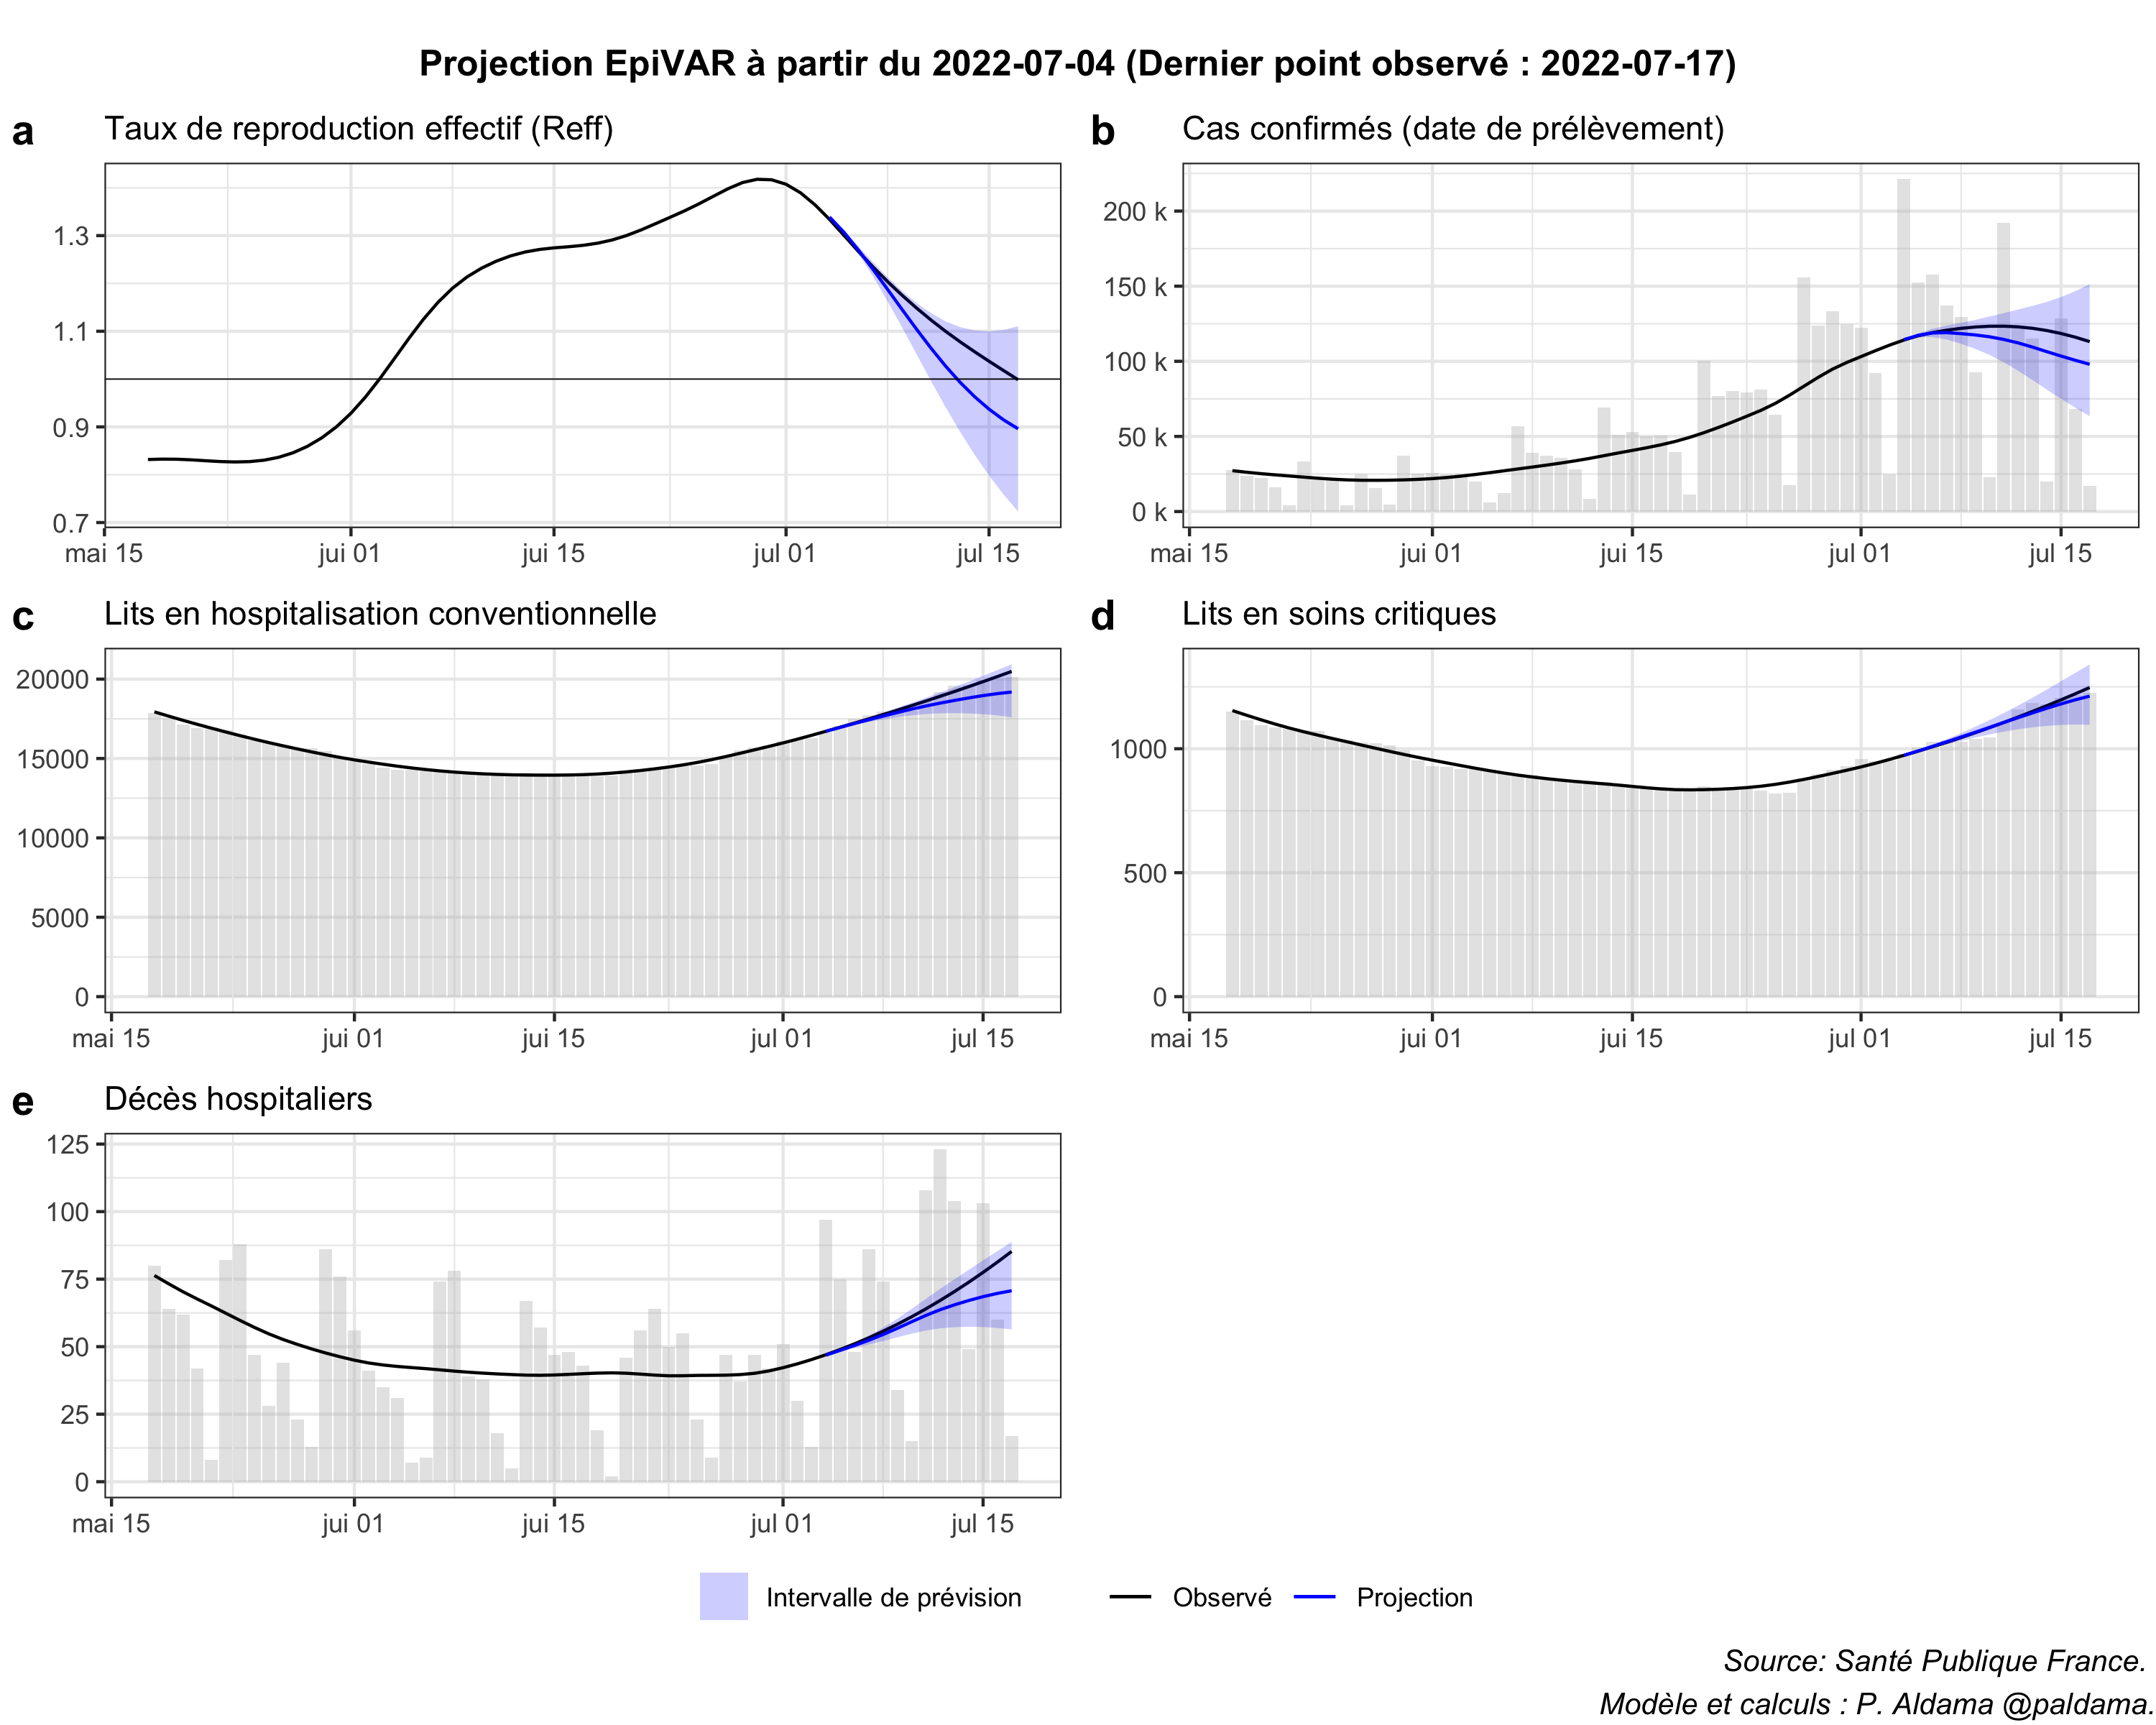 Projection EpiVAR à partir du 2022-07-04 (Dernier point observé : 2022-07-17)
a Taux de reproduction effectif (Reff)
1.3
1.1
0.9
0.7
mai 15 jui 01 jui 15 jul 01 jul 15
b Cas confirmés (date de prélèvement)
200 k
150 k
100 k
50 k
0 k
mai 15 jui 01 jui 15 jul 01 jul 15
c Lits en hospitalisation conventionnelle
20000
15000
10000
5000
0
mai 15 jui 01 jui 15 jul 01 jul 15
d Lits en soins critiques
1000
500
0
mai 15 jui 01 jui 15 jul 01 jul 15
e Décès hospitaliers
125
100
75
50
25
0
mai 15 jui 01 jui 15 jul 01 jul 15
Intervalle de prévision Observé Projection
Source: Santé Publique France.
Modèle et calculs : P. Aldama @paldama.